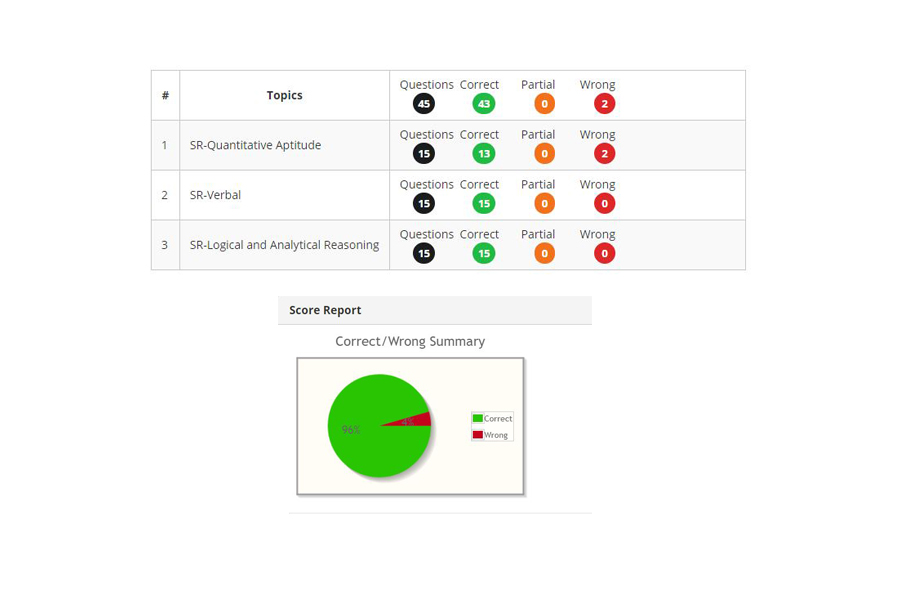 # Topics Questions Correct Partial Wrong
45 43 0 2
1 SR-Quantitative Aptitude Questions Correct Partial Wrong
15 13 0 2
2 SR-Verbal Questions Correct Partial Wrong
15 15 0 0
3 SR-Logical and Analytical Reasoning Questions Correct Partial Wrong
15 15 0 0
Score Report
Correct/Wrong Summary
96% 4%
Correct
Wrong